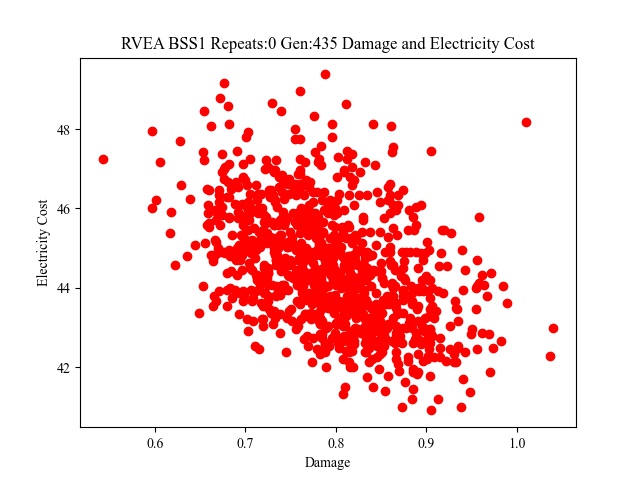 RVEA BSS1 Repeats:0 Gen:435 Damage and Electricity Cost
48
46
44
42
Electricity Cost
0.6 0.7 0.8 0.9 1.0
Damage